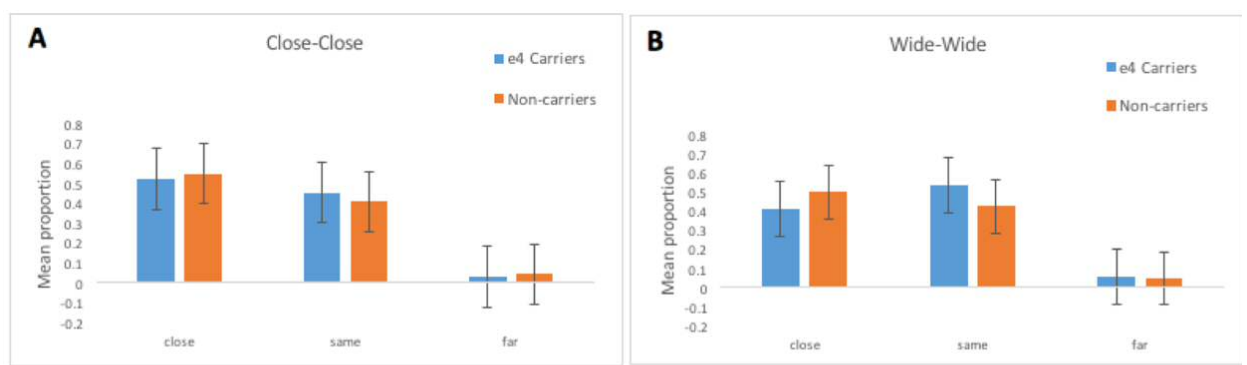 A
Close-Close
e4 Carriers
Non-carriers
Mean proportion
0.8
0.7
0.6
0.5
0.4
0.3
0.2
0.1
0
-0.1
-0.2
close same far
B
Wide-Wide
e4 Carriers
Non-carriers
Mean proportion
0.8
0.7
0.6
0.5
0.4
0.3
0.2
0.1
0
-0.1
-0.2
close same far